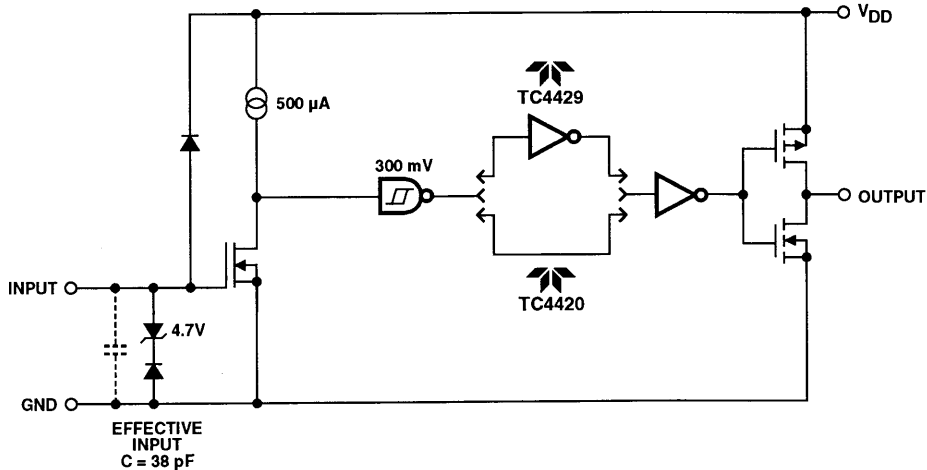 V_DD
500 µA
TC4429
300 mV
OUTPUT
INPUT
4.7V
TC4420
GND
EFFECTIVE
INPUT
C = 38 pF